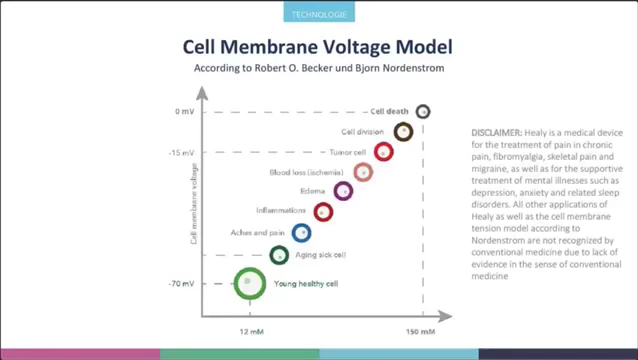 TECHNOLOGIE
Cell Membrane Voltage Model
According to Robert O. Becker und Bjorn Nordenstrom
0 mV
Cell death
Cell division
-15 mV
Tumor cell
Blood loss (ischemia)
Edema
Inflammations
Aches and pain
Aging sick cell
-70 mV
Young healthy cell
Cell membrane voltage
12 mM
150 mM
DISCLAIMER: Healy is a medical device
for the treatment of pain in chronic
pain, fibromyalgia, skeletal pain and
migraine, as well as for the supportive
treatment of mental illnesses such as
depression, anxiety and related sleep
disorders. All other applications of
Healy as well as the cell membrane
tension model according to
Nordenstrom are not recognized by
conventional medicine due to lack of
evidence in the sense of conventional
medicine